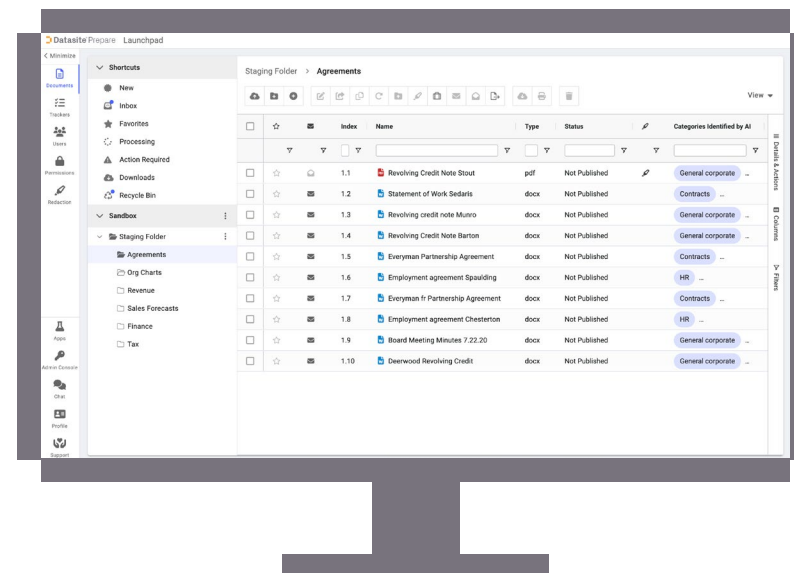 Datasite Prepare Launchpad
< Minimize
Documents
Trackers
Users
Permissions
Redaction
Apps
Admin Console
Chat
Profile
Support
Shortcuts
New
Inbox
Favorites
Processing
Action Required
Downloads
Recycle Bin
Sandbox
Staging Folder
Agreements
Org Charts
Revenue
Sales Forecasts
Finance
Tax
Staging Folder > Agreements
View
Index Name Type Status Categories Identified by AI
1.1 Revolving Credit Note Stout pdf Not Published General corporate ...
1.2 Statement of Work Sedaris docx Not Published Contracts ...
1.3 Revolving credit note Munro docx Not Published General corporate ...
1.4 Revolving Credit Note Barton docx Not Published General corporate ...
1.5 Everyman Partnership Agreement docx Not Published Contracts ...
1.6 Employment agreement Spaulding docx Not Published HR ...
1.7 Everyman fr Partnership Agreement docx Not Published Contracts ...
1.8 Employment agreement Chesterton docx Not Published HR ...
1.9 Board Meeting Minutes 7.22.20 docx Not Published General corporate ...
1.10 Deerwood Revolving Credit docx Not Published General corporate ...
Details & Actions
Columns
Filters